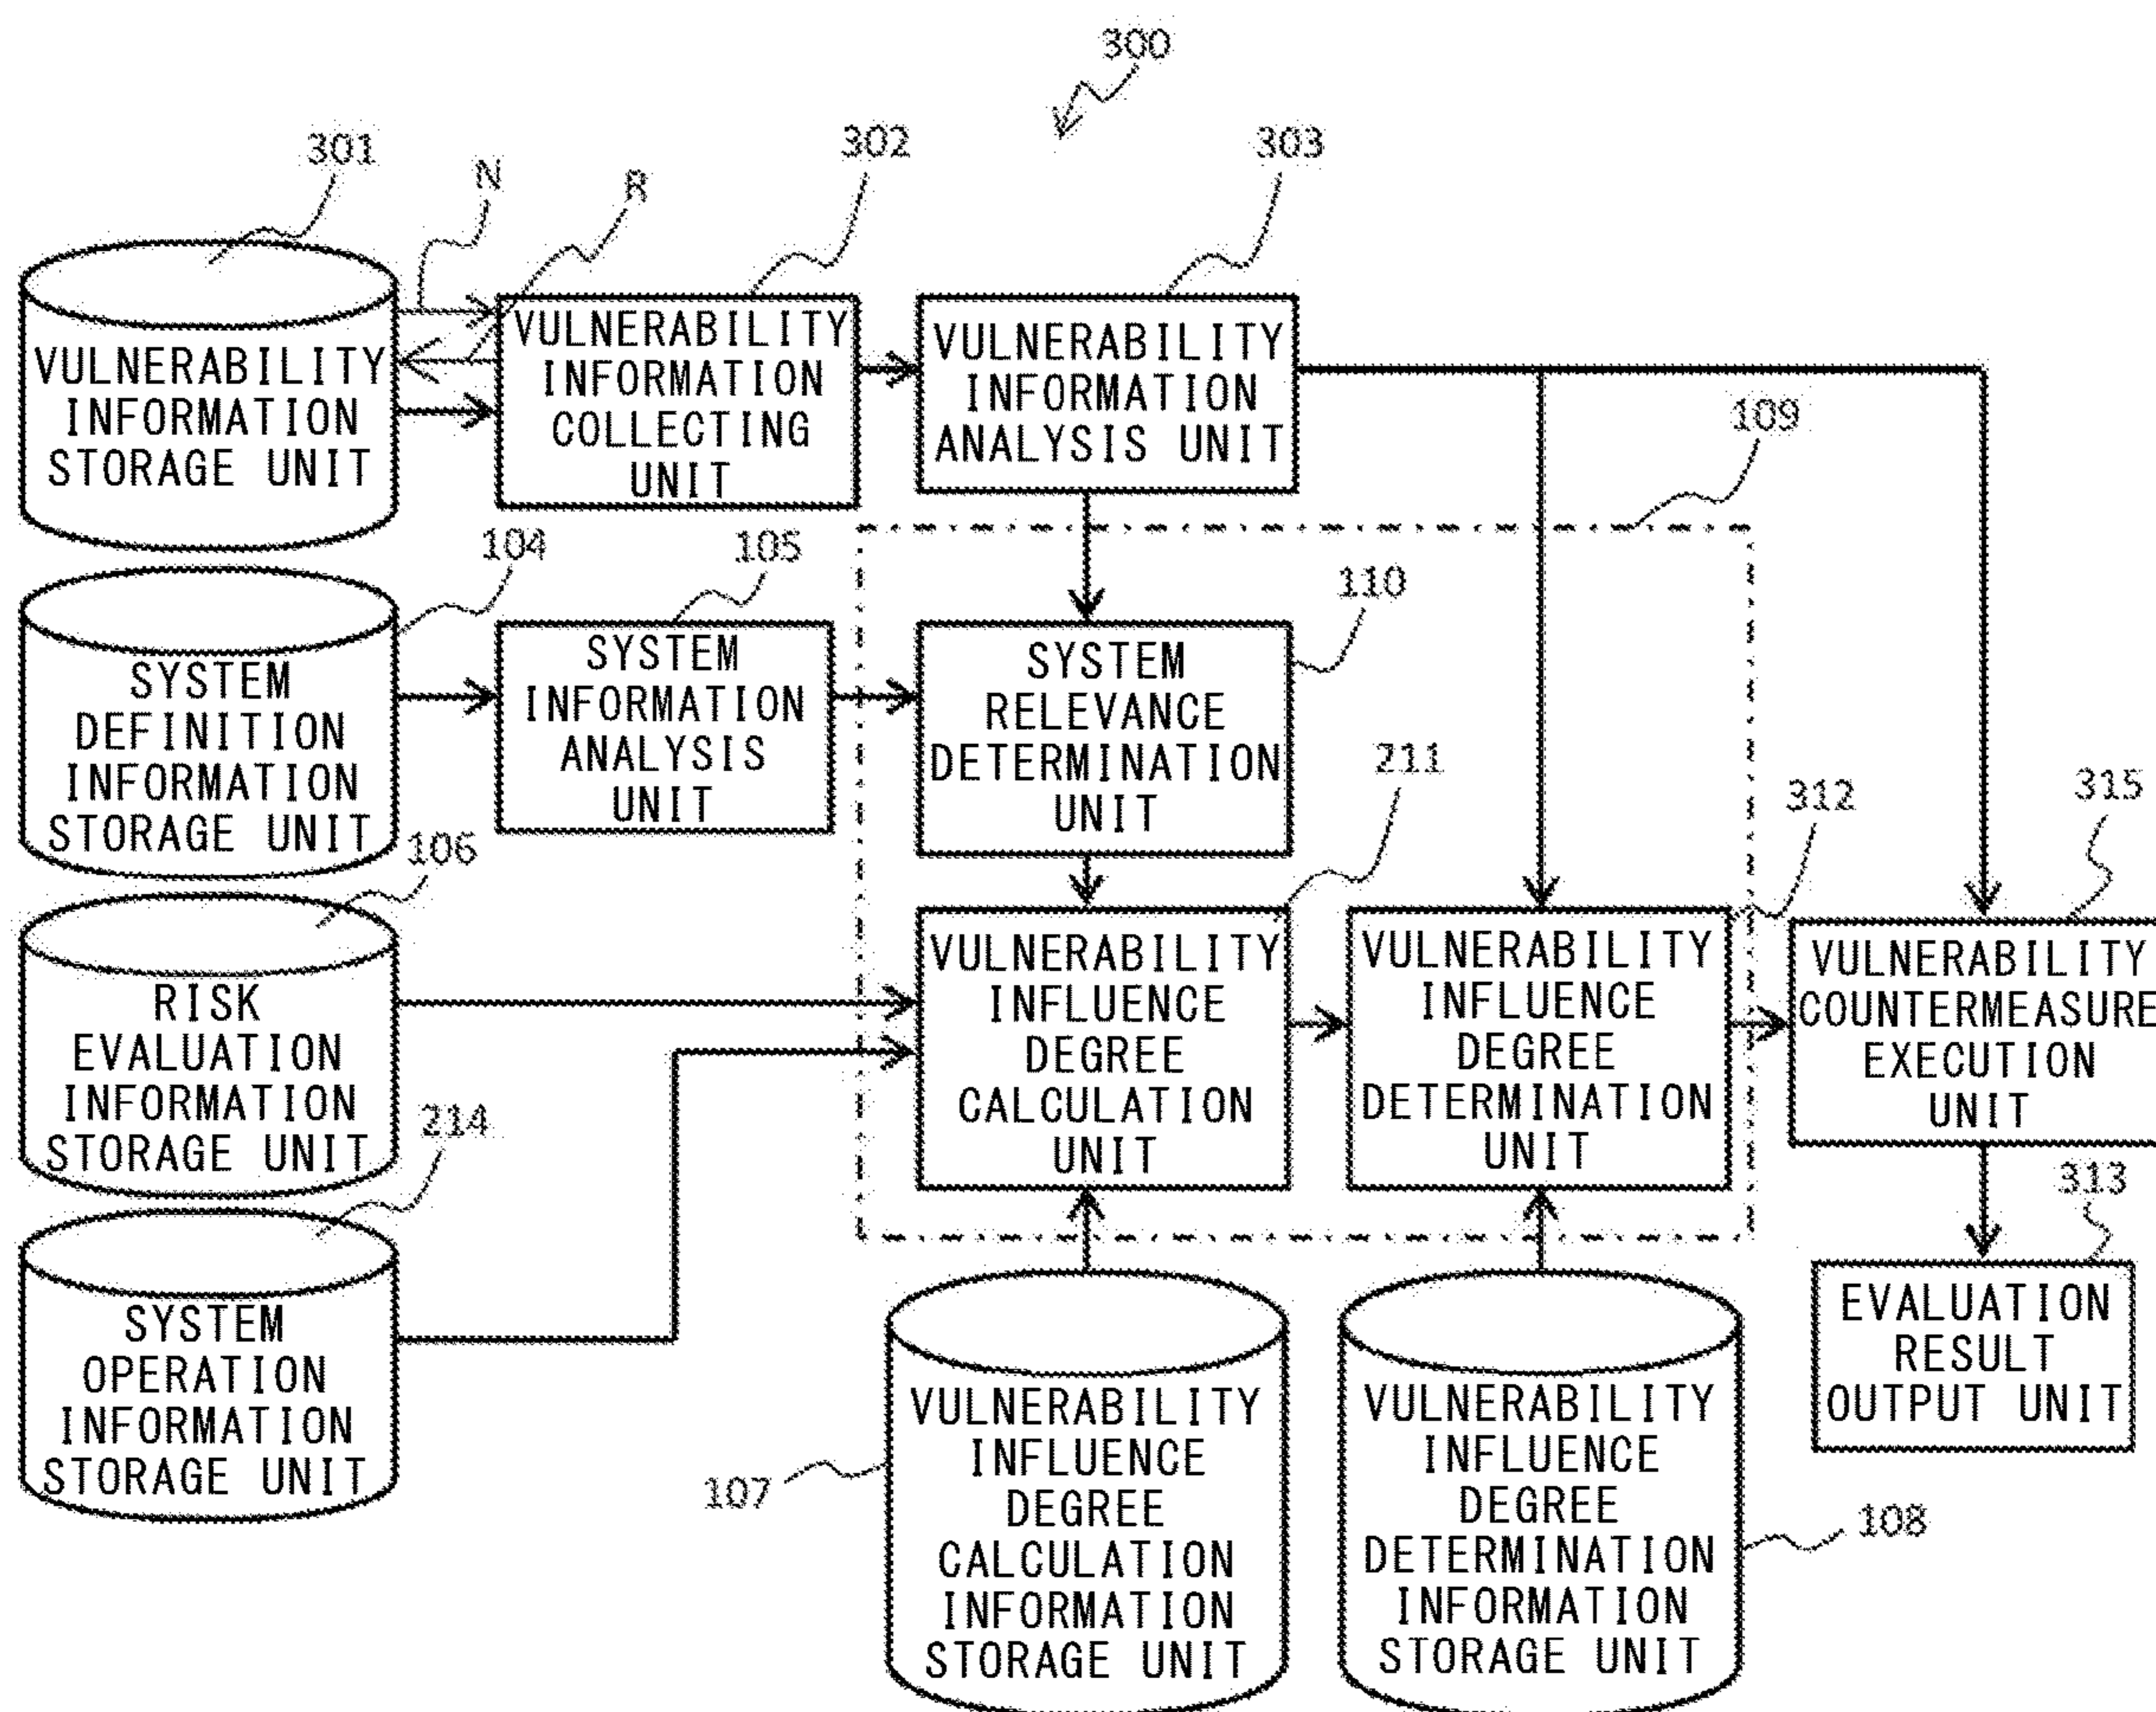 300
301
N
R
302
303
VULNERABILITY
INFORMATION
STORAGE UNIT
VULNERABILITY
INFORMATION
COLLECTING
UNIT
VULNERABILITY
INFORMATION
ANALYSIS UNIT
109
104
SYSTEM
DEFINITION
INFORMATION
STORAGE UNIT
105
SYSTEM
INFORMATION
ANALYSIS
UNIT
110
SYSTEM
RELEVANCE
DETERMINATION
UNIT
106
RISK
EVALUATION
INFORMATION
STORAGE UNIT
211
VULNERABILITY
INFLUENCE
DEGREE
CALCULATION
UNIT
312
VULNERABILITY
INFLUENCE
DEGREE
DETERMINATION
UNIT
315
VULNERABILITY
COUNTERMEASURE
EXECUTION
UNIT
214
SYSTEM
OPERATION
INFORMATION
STORAGE UNIT
107
VULNERABILITY
INFLUENCE
DEGREE
CALCULATION
INFORMATION
STORAGE UNIT
108
VULNERABILITY
INFLUENCE
DEGREE
DETERMINATION
INFORMATION
STORAGE UNIT
313
EVALUATION
RESULT
OUTPUT UNIT